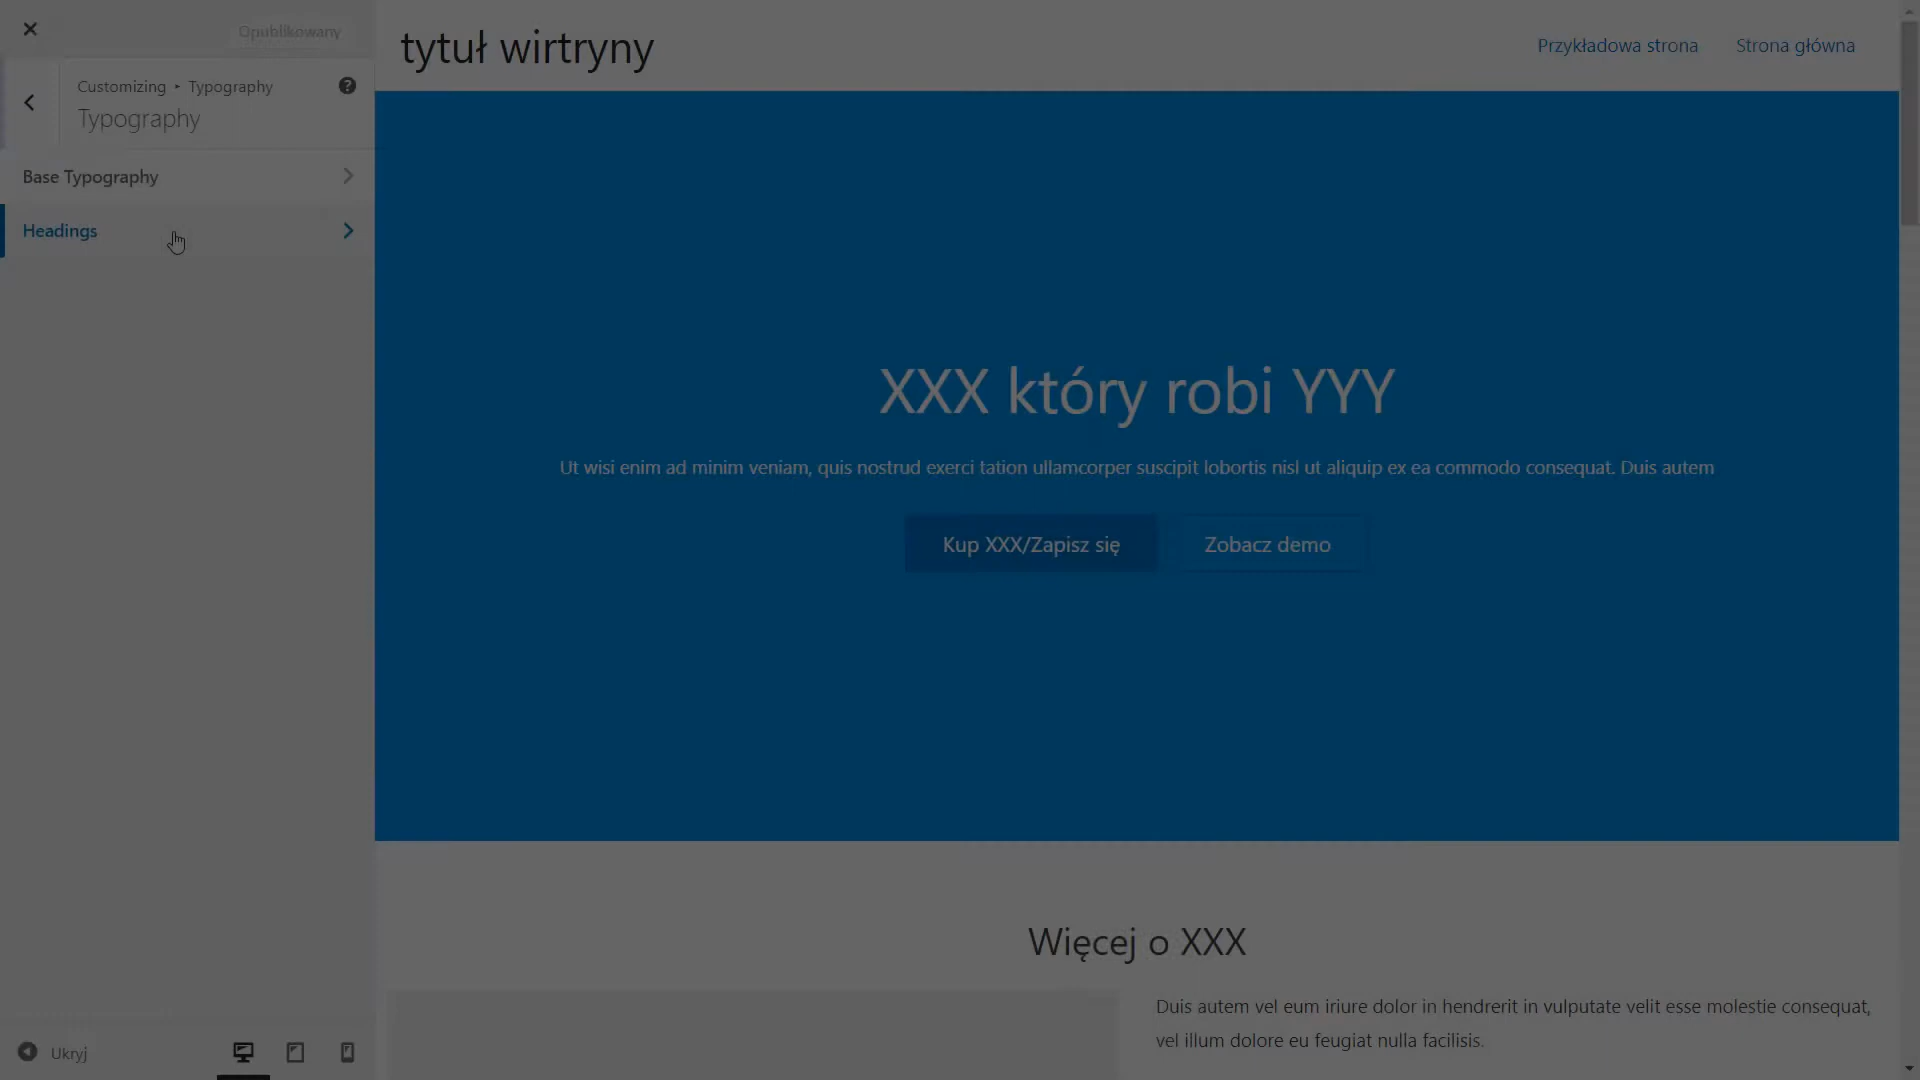 Opublikowany
Customizing ▸ Typography
Typography
Base Typography
Headings
Ukryj
tytuł wirtryny
Przykładowa strona
Strona główna
XXX który robi YYY
Ut wisi enim ad minim veniam, quis nostrud exerci tation ullamcorper suscipit lobortis nisl ut aliquip ex ea commodo consequat. Duis autem
Kup XXX/Zapisz się
Zobacz demo
Więcej o XXX
Duis autem vel eum iriure dolor in hendrerit in vulputate velit esse molestie consequat,
vel illum dolore eu feugiat nulla facilisis.